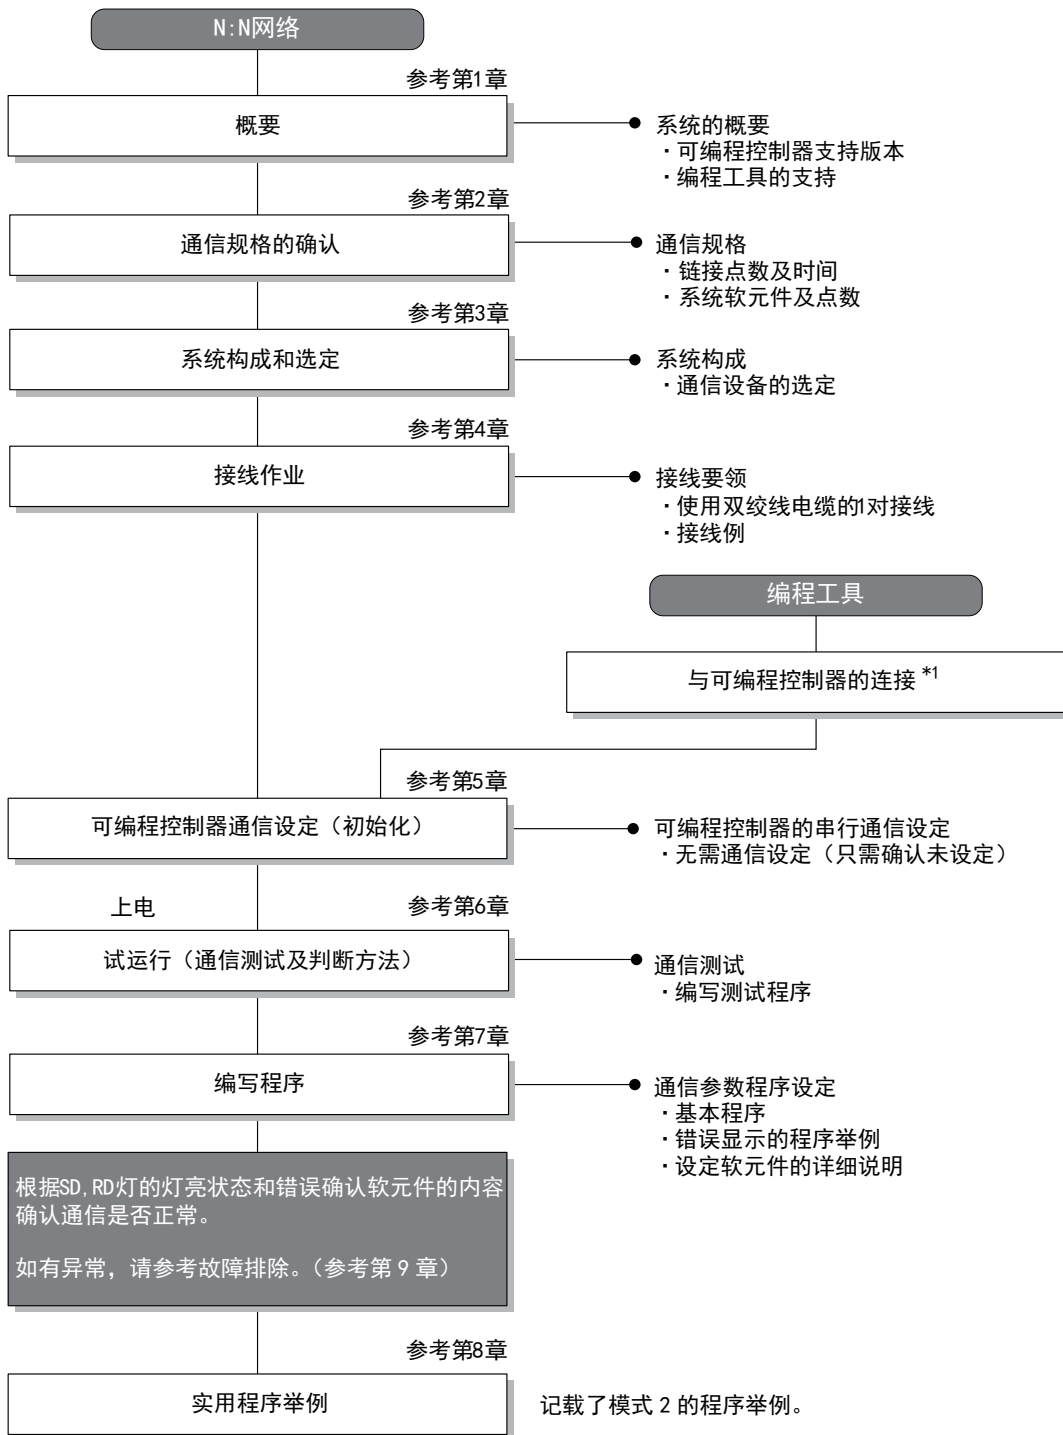 N:N网络
参考第1章
概要
系统的概要
·可编程控制器支持版本
·编程工具的支持
参考第2章
通信规格的确认
通信规格
·链接点数及时间
·系统软元件及点数
参考第3章
系统构成和选定
系统构成
·通信设备的选定
参考第4章
接线作业
接线要领
·使用双绞线电缆的1对接线
·接线例
编程工具
与可编程控制器的连接 *1
参考第5章
可编程控制器通信设定（初始化）
可编程控制器的串行通信设定
·无需通信设定（只需确认未设定）
上电
参考第6章
试运行（通信测试及判断方法）
通信测试
·编写测试程序
参考第7章
编写程序
通信参数程序设定
·基本程序
·错误显示的程序举例
·设定软元件的详细说明
根据SD,RD灯的灯亮状态和错误确认软元件的内容
确认通信是否正常。
如有异常，请参考故障排除。（参考第 9 章）
参考第8章
实用程序举例
记载了模式 2 的程序举例。